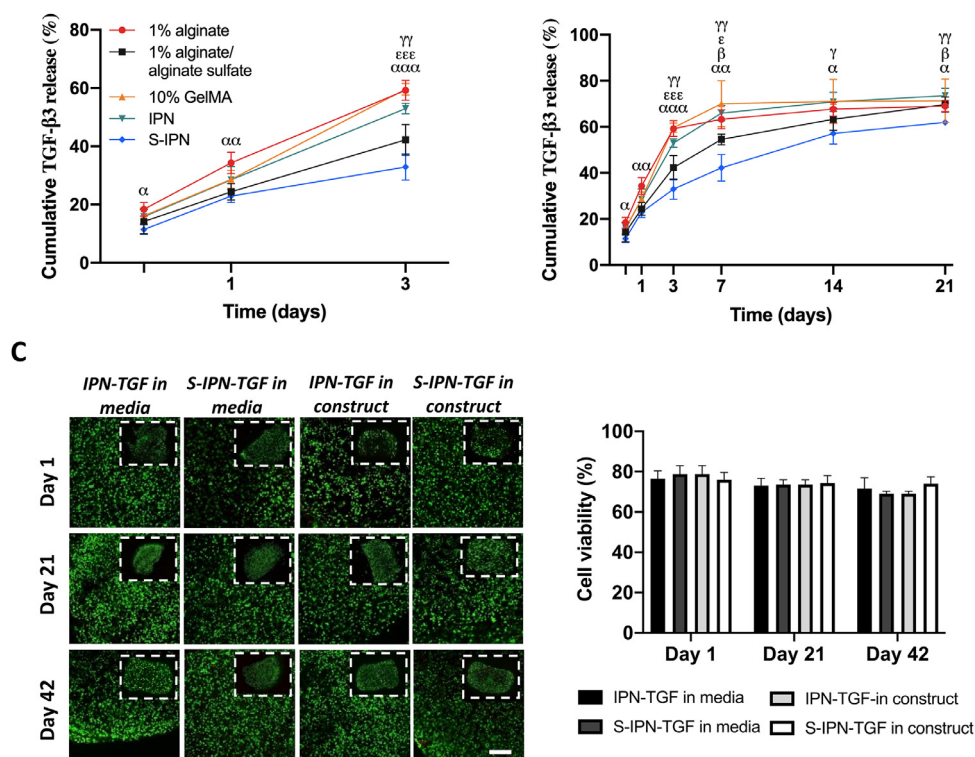 Cumulative TGF-β3 release (%)
80
60
40
20
0
1% alginate
1% alginate/
alginate sulfate
10% GelMA
IPN
S-IPN
α
αα
γγ
εεε
ααα
1
3
Time (days)
Cumulative TGF-β3 release (%)
100
80
60
40
20
0
α
αα
γγ
εεε
ααα
γγ
ε
β
αα
γ
α
γγ
β
α
1
3
7
14
21
Time (days)
C
IPN-TGF in
media
S-IPN-TGF in
media
IPN-TGF in
construct
S-IPN-TGF in
construct
Day 1
Day 21
Day 42
Cell viability (%)
100
80
60
40
20
0
Day 1
Day 21
Day 42
IPN-TGF in media
IPN-TGF-in construct
S-IPN-TGF in media
S-IPN-TGF in construct